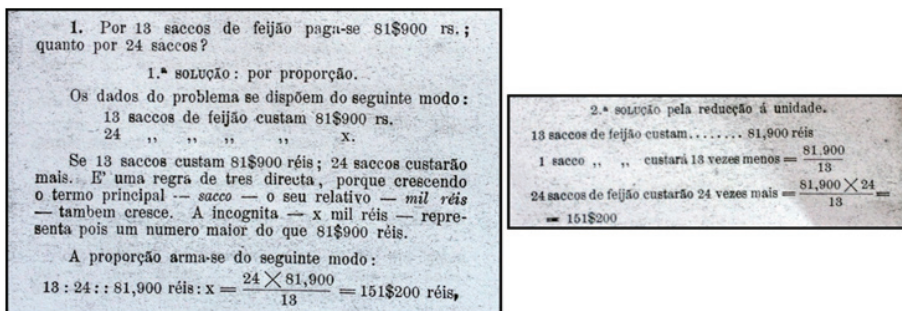 1. Por 13 saccos de feijão paga-se 81$900 rs.;
quanto por 24 saccos?
1.ª SOLUÇÃO: por proporção.
Os dados do problema se dispõem do seguinte modo:
13 saccos de feijão custam 81$900 rs.
24 ,, ,, ,, ,, x.
Se 13 saccos custam 81$900 réis; 24 saccos custarão
mais. E' uma regra de tres directa, porque crescendo
o termo principal — sacco — o seu relativo — mil réis
— tambem cresce. A incognita — x mil réis — repre-
senta pois um numero maior do que 81$900 réis.
A proporção arma-se do seguinte modo:
13 : 24 : : 81,900 réis : x = 24 × 81,900 / 13 = 151$200 réis,
2.ª SOLUÇÃO pela reducção á unidade.
13 saccos de feijão custam........ 81,900 réis
1 sacco ,, ,, custará 13 vezes menos = 81,900 / 13
24 saccos de feijão custarão 24 vezes mais = 81,900 × 24 / 13 =
= 151$200